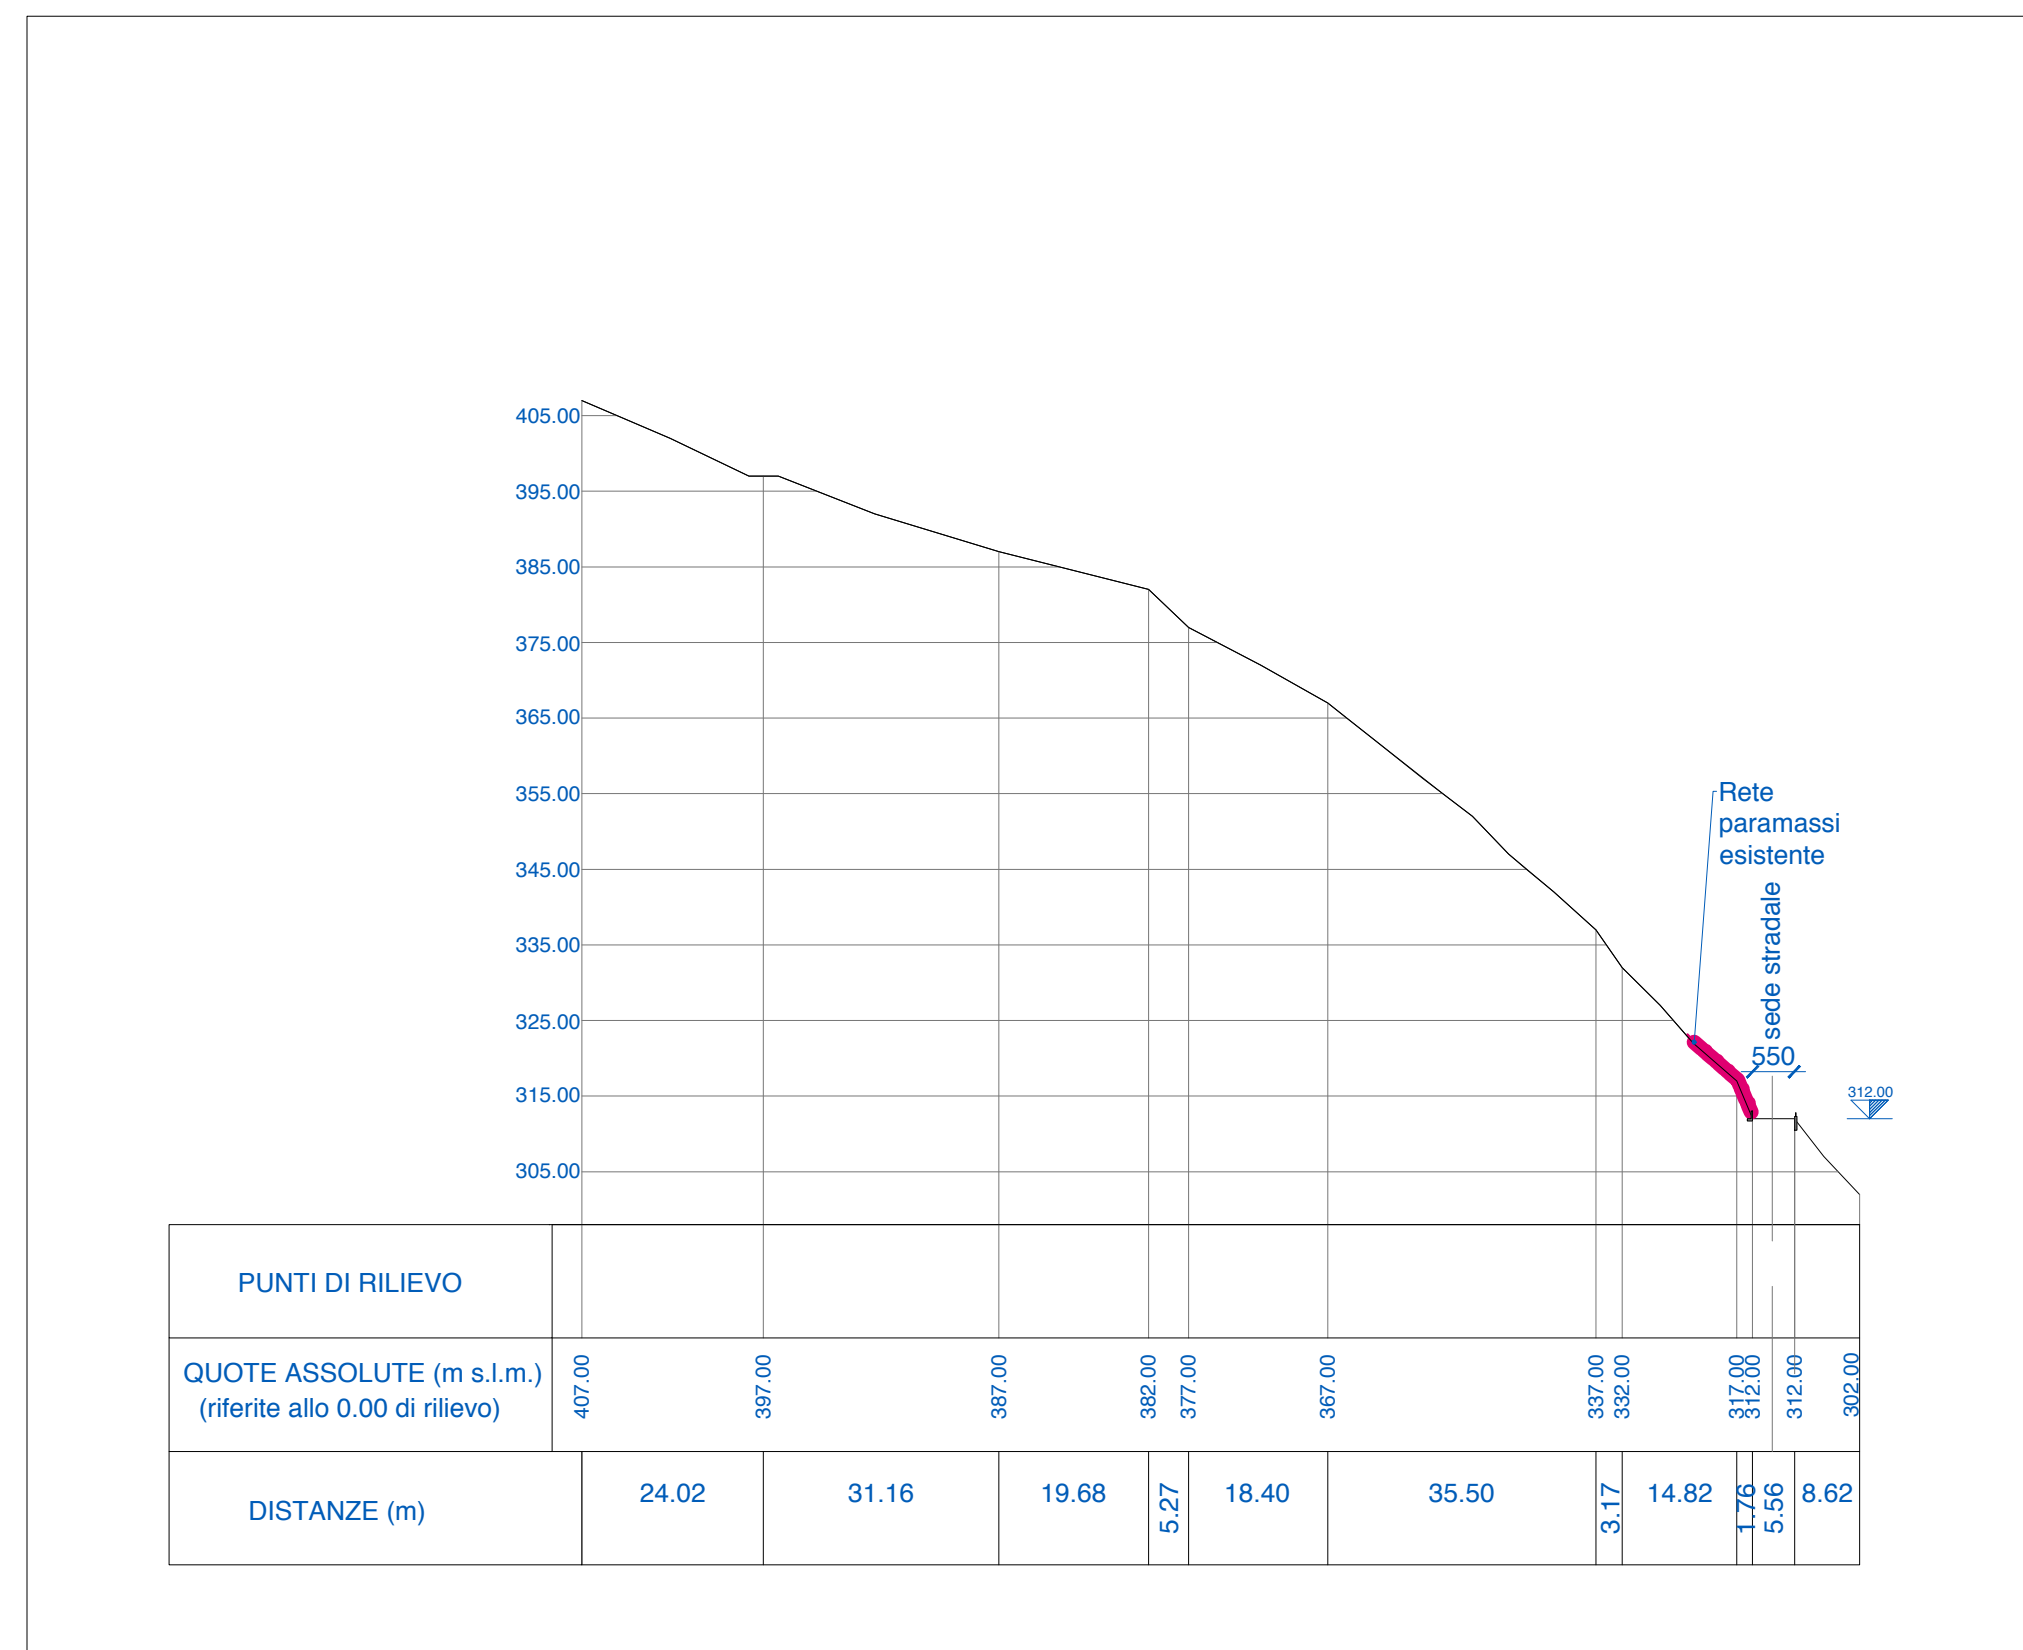 405.00
395.00
385.00
375.00
365.00
355.00
345.00
335.00
325.00
315.00
305.00
Rete
paramassi
esistente
sede stradale
550
312.00
PUNTI DI RILIEVO
QUOTE ASSOLUTE (m s.l.m.)
(riferite allo 0.00 di rilievo)
407.00 397.00 387.00 382.00 377.00 367.00 337.00 332.00 317.00 312.00 312.00 302.00
DISTANZE (m)
24.02 31.16 19.68 5.27 18.40 35.50 3.17 14.82 1.76 5.56 8.62